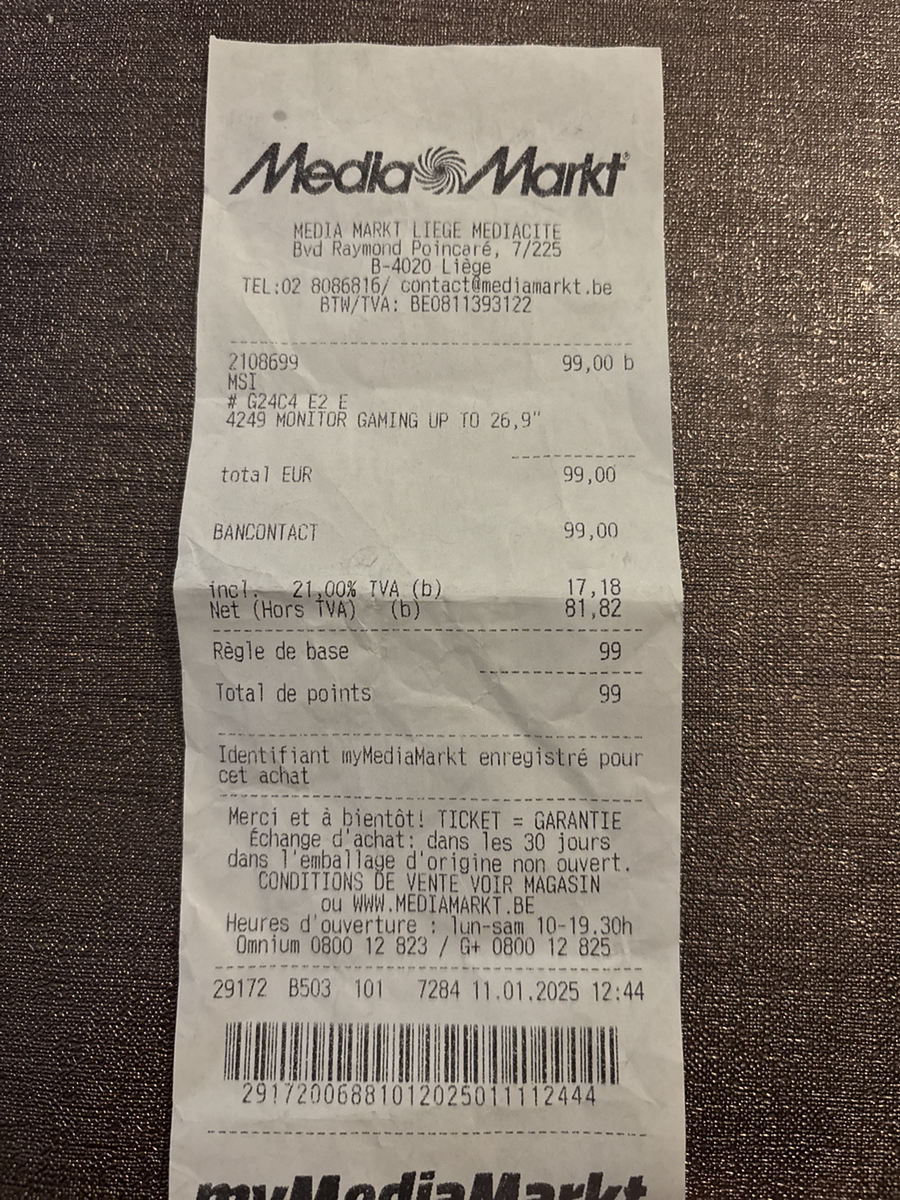 Media Markt
MEDIA MARKT LIEGE MEDIACITE
Bvd Raymond Poincaré, 7/225
B-4020 Liège
TEL:02 8086816/ contact@mediamarkt.be
BTW/TVA: BE0811393122
2108699 99,00 b
MSI
# G24C4 E2 E
4249 MONITOR GAMING UP TO 26,9"
total EUR 99,00
BANCONTACT 99,00
incl. 21,00% TVA (b) 17,18
Net (Hors TVA) (b) 81,82
Règle de base 99
Total de points 99
Identifiant myMediaMarkt enregistré pour
cet achat
Merci et à bientôt! TICKET = GARANTIE
Échange d'achat: dans les 30 jours
dans l'emballage d'origine non ouvert.
CONDITIONS DE VENTE VOIR MAGASIN
ou WWW.MEDIAMARKT.BE
Heures d'ouverture : lun-sam 10-19.30h
Omnium 0800 12 823 / G+ 0800 12 825
29172 B503 101 7284 11.01.2025 12:44
2917200688101202501112444
myMediaMarkt